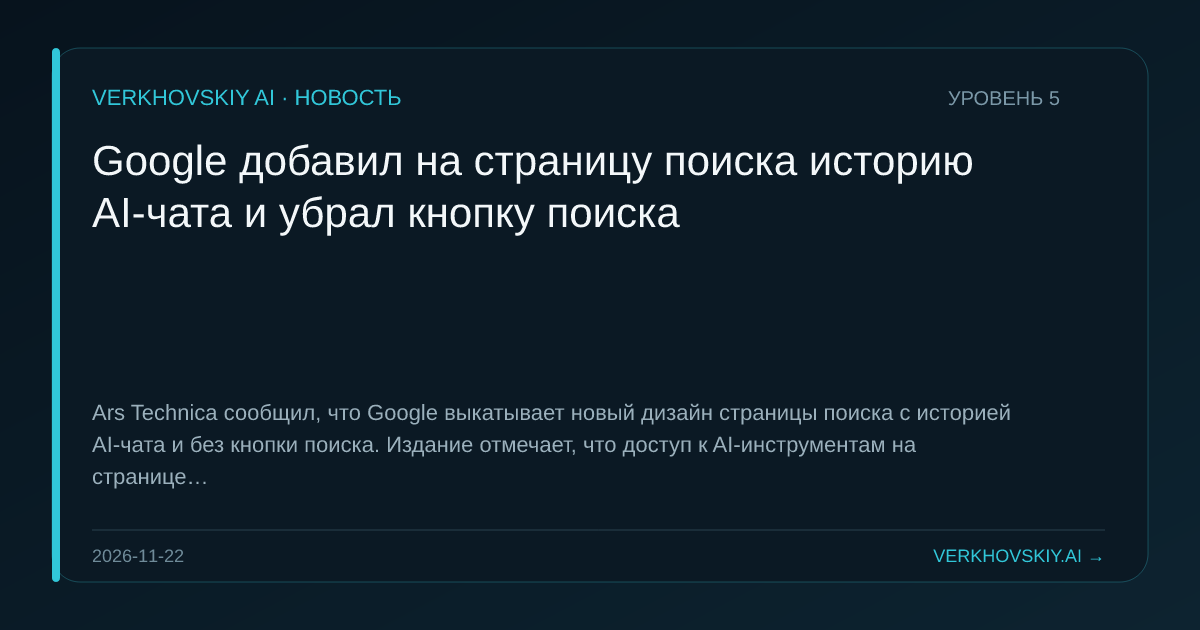 VERKHOVSKIY AI · НОВОСТЬ
УРОВЕНЬ 5
Google добавил на страницу поиска историю
AI-чата и убрал кнопку поиска
Ars Technica сообщил, что Google выкатывает новый дизайн страницы поиска с историей
AI-чата и без кнопки поиска. Издание отмечает, что доступ к AI-инструментам на
странице…
2026-11-22
VERKHOVSKIY.AI →